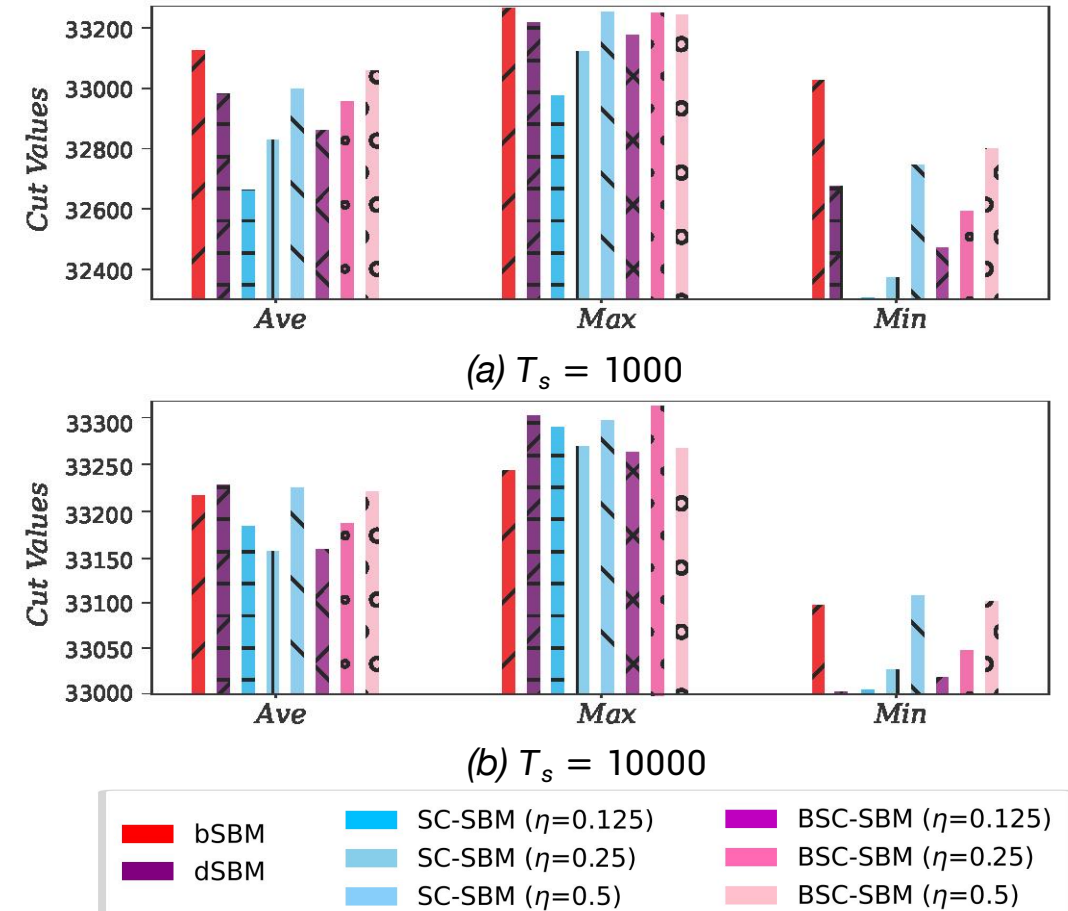 33200
33000
32800
32600
32400
Cut Values
Ave Max Min
(a) T_s = 1000
33300
33250
33200
33150
33100
33050
33000
Cut Values
Ave Max Min
(b) T_s = 10000
bSBM
dSBM
SC-SBM (η=0.125)
SC-SBM (η=0.25)
SC-SBM (η=0.5)
BSC-SBM (η=0.125)
BSC-SBM (η=0.25)
BSC-SBM (η=0.5)